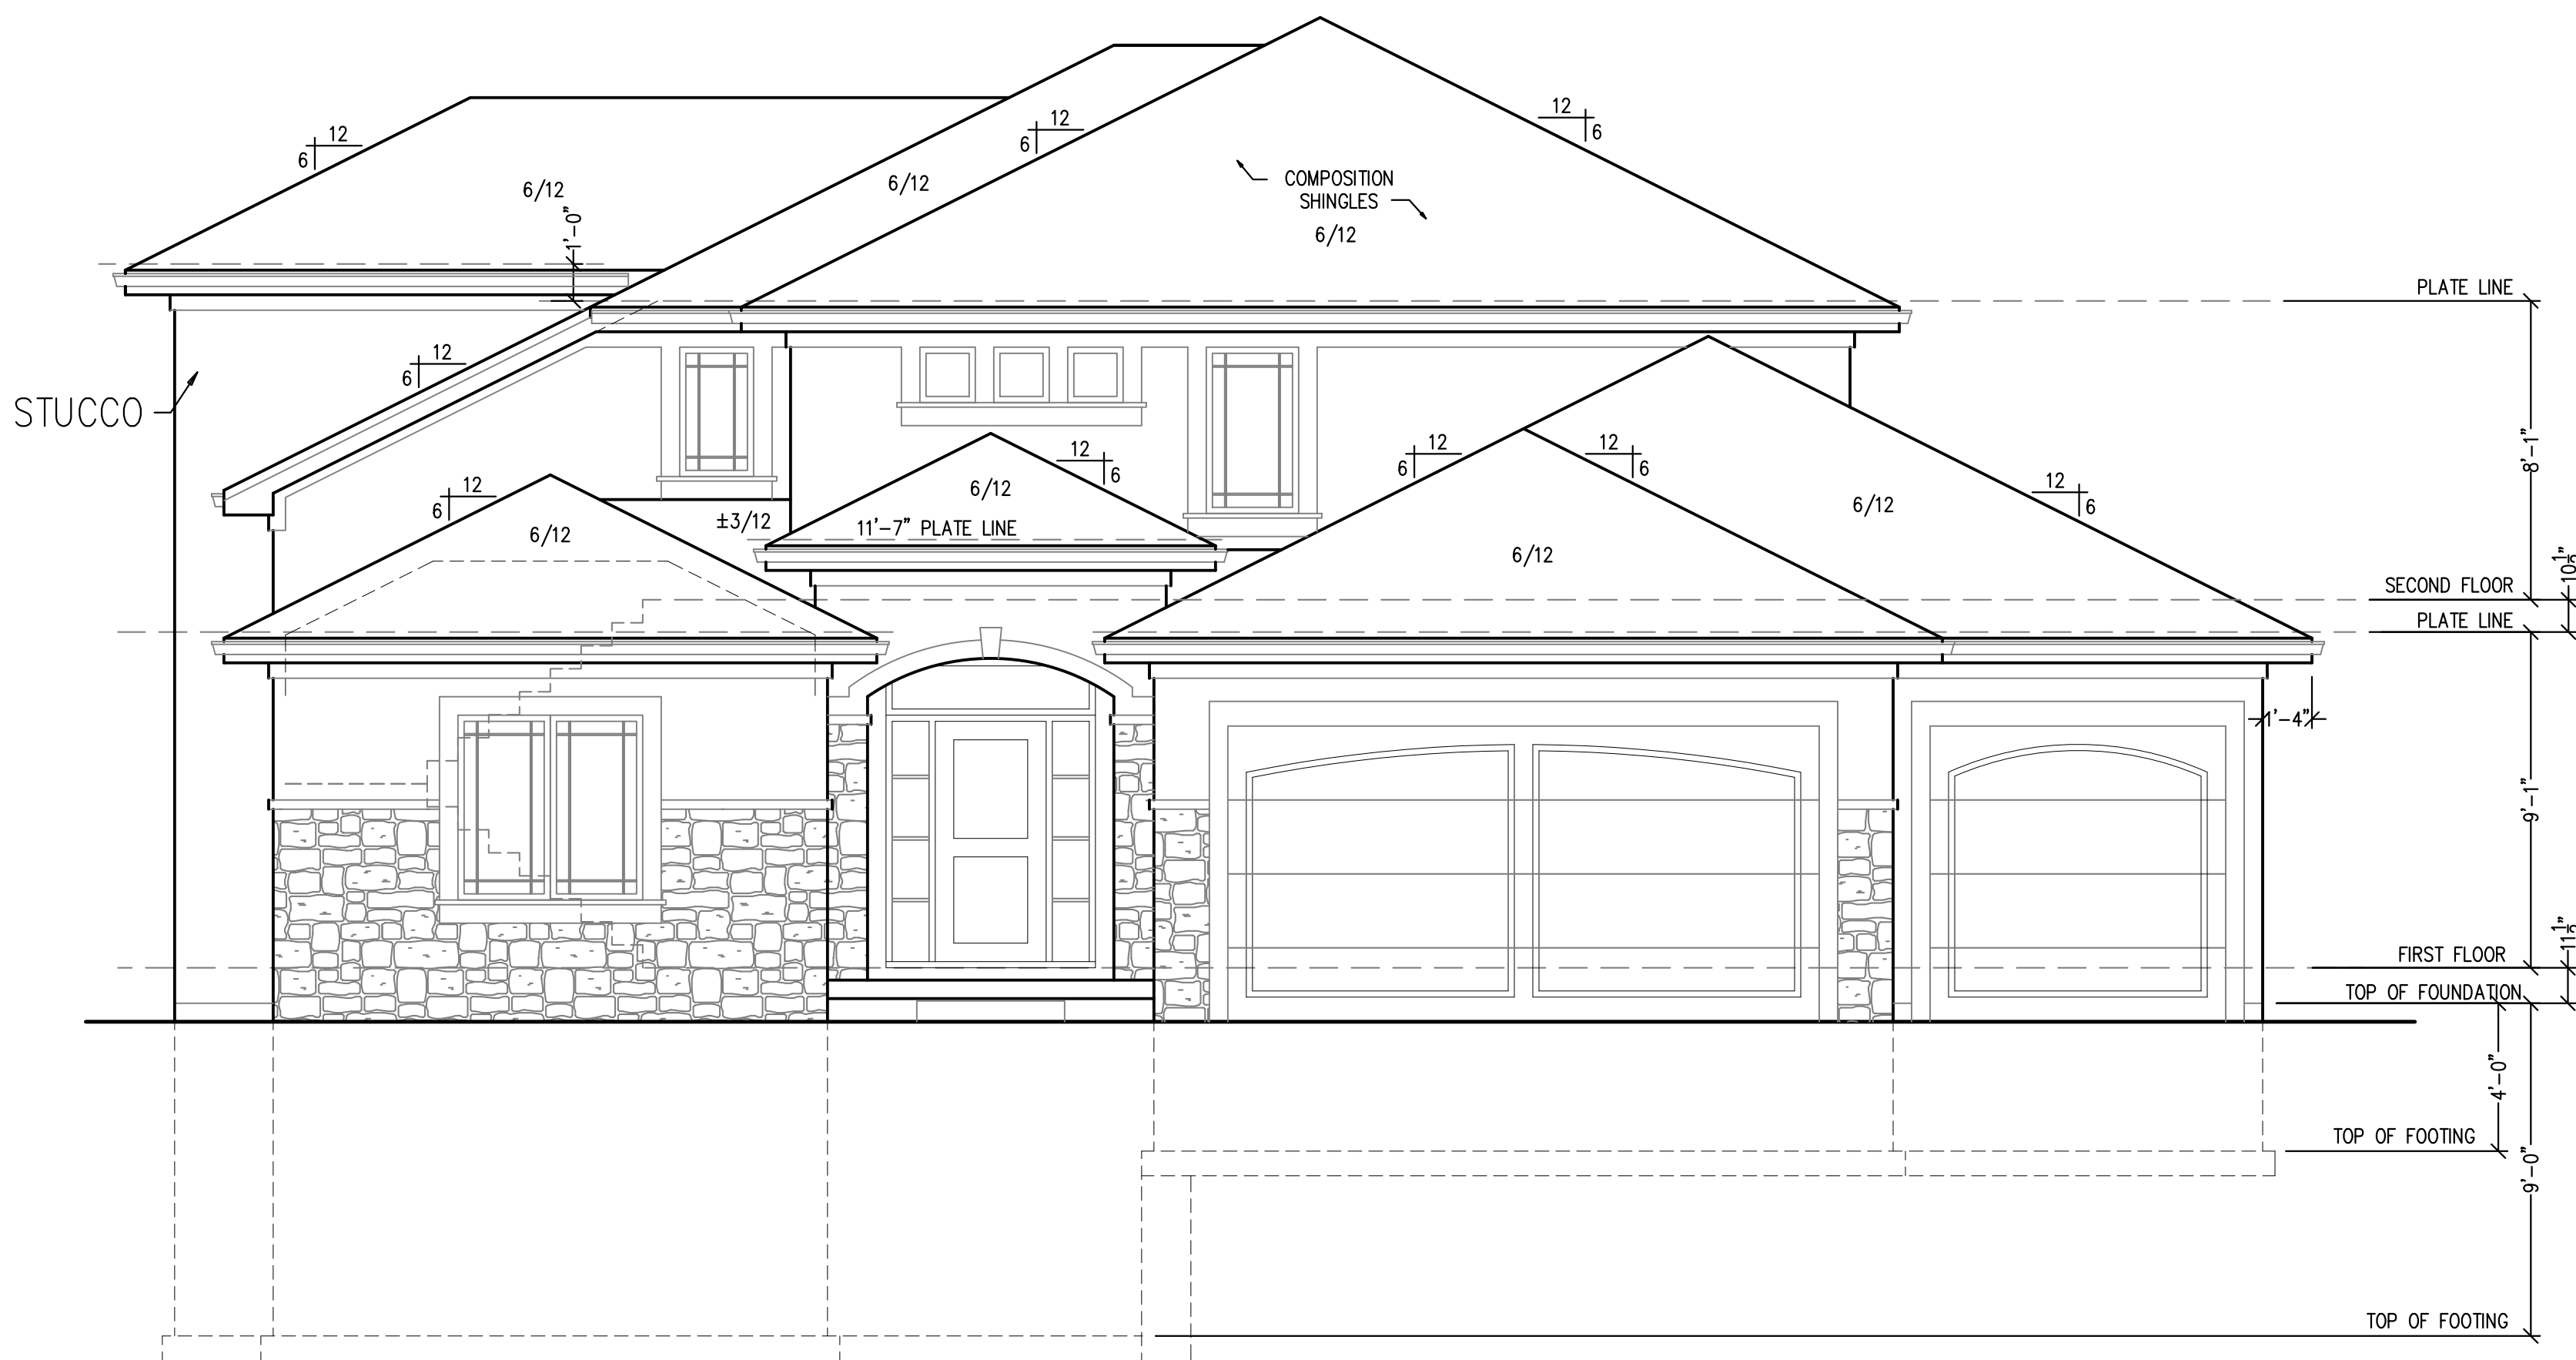 12
6
12
6
12
6
6/12
6/12
COMPOSITION
SHINGLES
6/12
1'-0"
PLATE LINE
12
6
STUCCO
8'-1"
12
6
12
6
12
6
12
6
12
6
6/12
6/12
±3/12
11'-7" PLATE LINE
6/12
6/12
SECOND FLOOR
PLATE LINE
1'-4"
9'-1"
FIRST FLOOR
TOP OF FOUNDATION
4'-0"
TOP OF FOOTING
9'-0"
TOP OF FOOTING